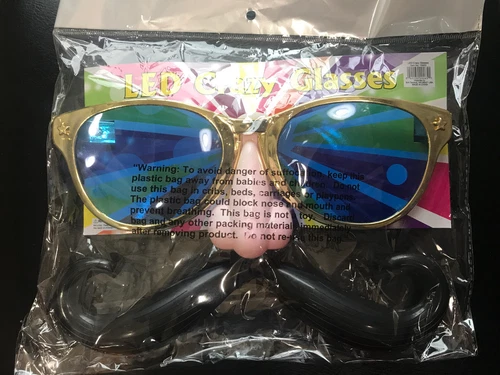 LED Crazy Glasses
"Warning: To avoid danger of suffocation, keep this
plastic bag away from babies and children. Do not
use this bag in cribs, beds, carriages or playpens.
The plastic bag could block nose and mouth and
prevent breathing. This bag is not a toy. Discard
bag and any other packing material immediately
after removing product. Do not re-use this bag.